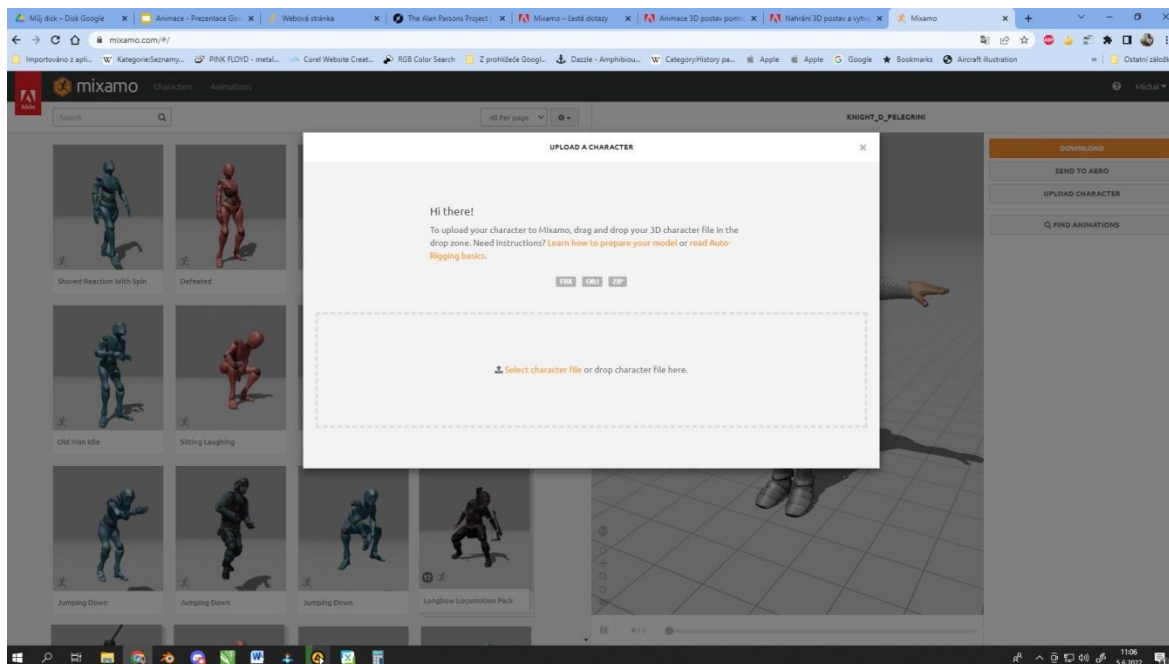 Můj disk – Disk Google
Animace - Prezentace Goo
Webová stránka
The Alan Parsons Project
Mixamo – časté dotazy
Animace 3D postav pomo
Nahrání 3D postav a vytvo
Mixamo
mixamo.com/#/
Importováno z apli...
Kategorie:Seznamy...
PINK FLOYD - metal...
Corel Website Creat...
RGB Color Search
Z prohlížeče Googl...
Dazzle - Amphibiou...
Category:History pa...
Apple
Apple
Google
Bookmarks
Aircraft illustration
Ostatní záložk
Adobe
mixamo
Characters
Animations
Michal
Search
48 Per page
KNIGHT_D_PELEGRINI
UPLOAD A CHARACTER
Hi there!
To upload your character to Mixamo, drag and drop your 3D character file in the
drop zone. Need instructions? Learn how to prepare your model or read Auto-
Rigging basics.
FBX OBJ ZIP
Select character file or drop character file here.
DOWNLOAD
SEND TO AERO
UPLOAD CHARACTER
FIND ANIMATIONS
Shoved Reaction With Spin
Defeated
Old Man Idle
Sitting Laughing
Jumping Down
Jumping Down
Jumping Down
Longbow Locomotion Pack
11:06
5.6.2022